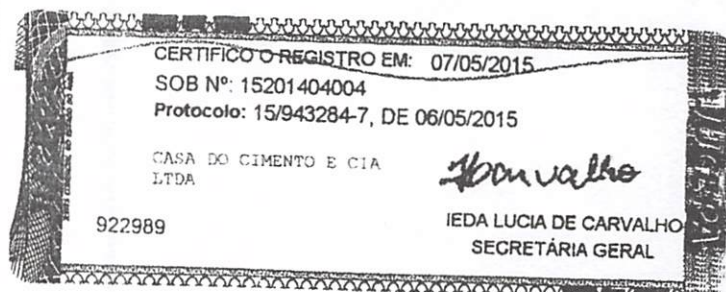 CERTIFICO O REGISTRO EM: 07/05/2015
SOB Nº: 15201404004
Protocolo: 15/943284-7, DE 06/05/2015
CASA DO CIMENTO E CIA
LTDA
922989
IEDA LUCIA DE CARVALHO
SECRETÁRIA GERAL